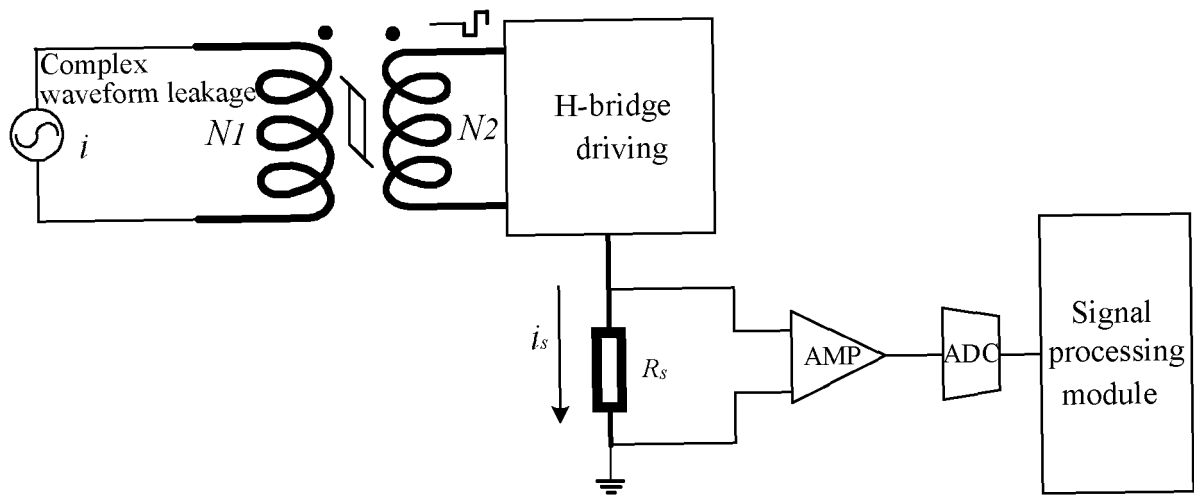 Complex
waveform leakage
i
N1
N2
H-bridge
driving
is
Rs
AMP
ADC
Signal
processing
module